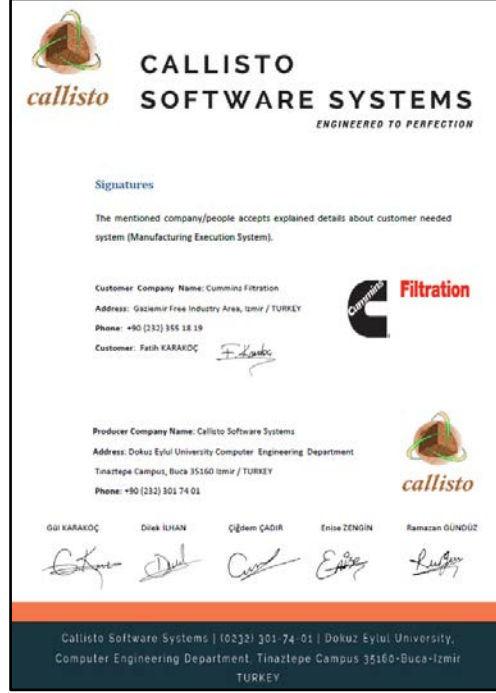 callisto
CALLISTO
SOFTWARE SYSTEMS
ENGINEERED TO PERFECTION
Signatures
The mentioned company/people accepts explained details about customer needed
system (Manufacturing Execution System).
Customer Company Name: Cummins Filtration
Address: Gaziemir Free Industry Area, Izmir / TURKEY
Phone: +90 (232) 355 18 19
Customer: Fatih KARAKOÇ
F. Karakoç
Cummins
Filtration
Producer Company Name: Callisto Software Systems
Address: Dokuz Eylul University Computer Engineering Department
Tinaztepe Campus, Buca 35160 Izmir / TURKEY
Phone: +90 (232) 301 74 01
callisto
Gül KARAKOÇ Dilek İLHAN Çiğdem ÇADIR Enise ZENGİN Ramazan GÜNDÜZ
Callisto Software Systems | (0232) 301-74-01 | Dokuz Eylul University,
Computer Engineering Department, Tinaztepe Campus 35160-Buca-Izmir
TURKEY